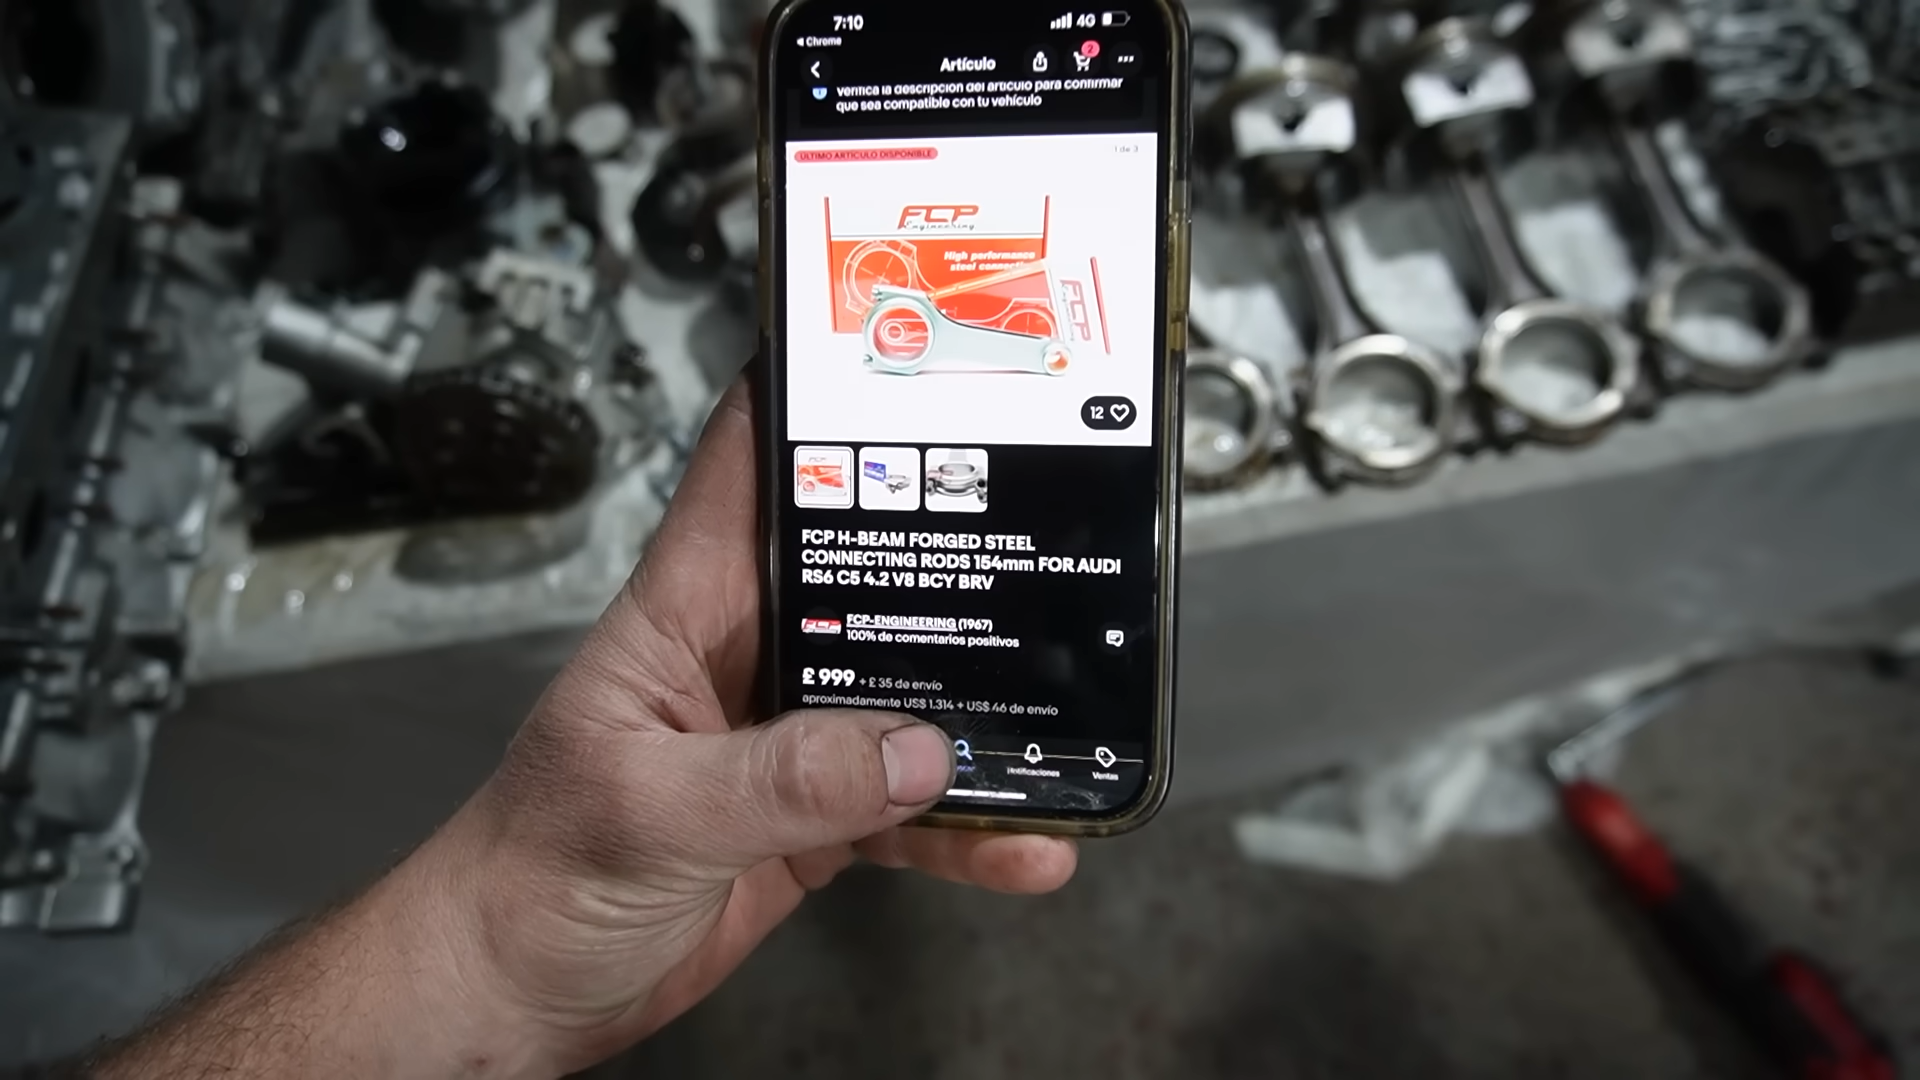 7:10
4G
Chrome
Artículo
2
verifica la descripción del artículo para confirmar
que sea compatible con tu vehículo
ÚLTIMO ARTÍCULO DISPONIBLE
1 de 3
FCP
Engineering
High performance
steel connecti
FCP
12
FCP H-BEAM FORGED STEEL
CONNECTING RODS 154mm FOR AUDI
RS6 C5 4.2 V8 BCY BRV
FCP-ENGINEERING (1967)
100% de comentarios positivos
£ 999 + £ 35 de envío
aproximadamente US$ 1.314 + US$ 46 de envío
Notificaciones
Ventas